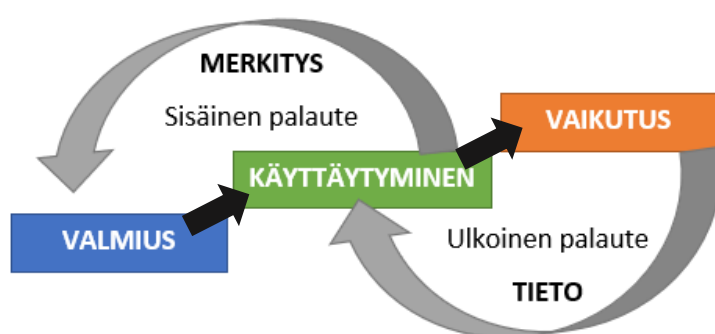 MERKITYS
Sisäinen palaute
VAIKUTUS
KÄYTTÄYTYMINEN
VALMIUS
Ulkoinen palaute
TIETO